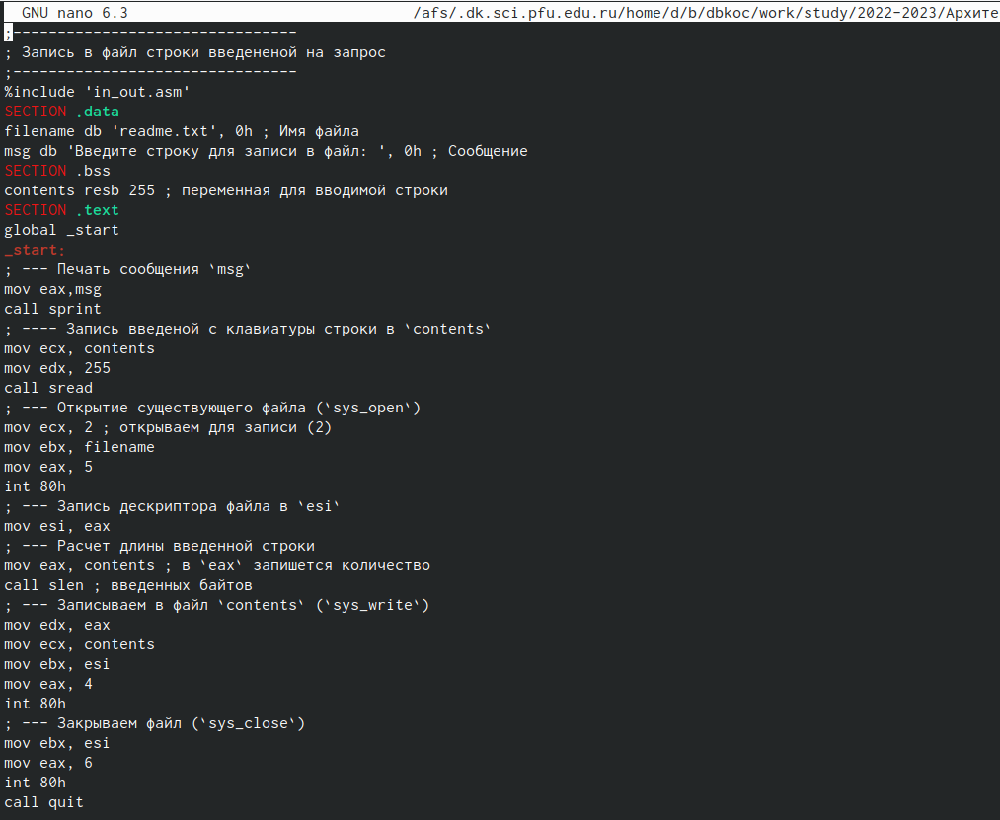 GNU nano 6.3 /afs/.dk.sci.pfu.edu.ru/home/d/b/dbkoc/work/study/2022-2023/Архите
;--------------------------------
; Запись в файл строки введененой на запрос
;--------------------------------
%include 'in_out.asm'
SECTION .data
filename db 'readme.txt', 0h ; Имя файла
msg db 'Введите строку для записи в файл: ', 0h ; Сообщение
SECTION .bss
contents resb 255 ; переменная для вводимой строки
SECTION .text
global _start
_start:
; --- Печать сообщения `msg`
mov eax,msg
call sprint
; ---- Запись введеной с клавиатуры строки в `contents`
mov ecx, contents
mov edx, 255
call sread
; --- Открытие существующего файла (`sys_open`)
mov ecx, 2 ; открываем для записи (2)
mov ebx, filename
mov eax, 5
int 80h
; --- Запись дескриптора файла в `esi`
mov esi, eax
; --- Расчет длины введенной строки
mov eax, contents ; в `eax` запишется количество
call slen ; введенных байтов
; --- Записываем в файл `contents` (`sys_write`)
mov edx, eax
mov ecx, contents
mov ebx, esi
mov eax, 4
int 80h
; --- Закрываем файл (`sys_close`)
mov ebx, esi
mov eax, 6
int 80h
call quit